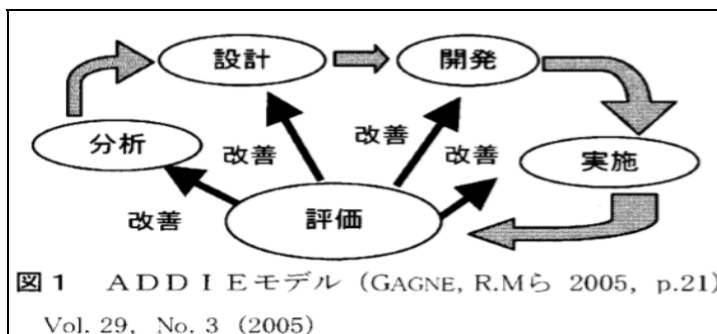 設計
開発
分析
改善
改善
改善
実施
改善
評価
図1 ADDIEモデル (GAGNE, R.Mら 2005, p.21)
Vol. 29, No. 3 (2005)